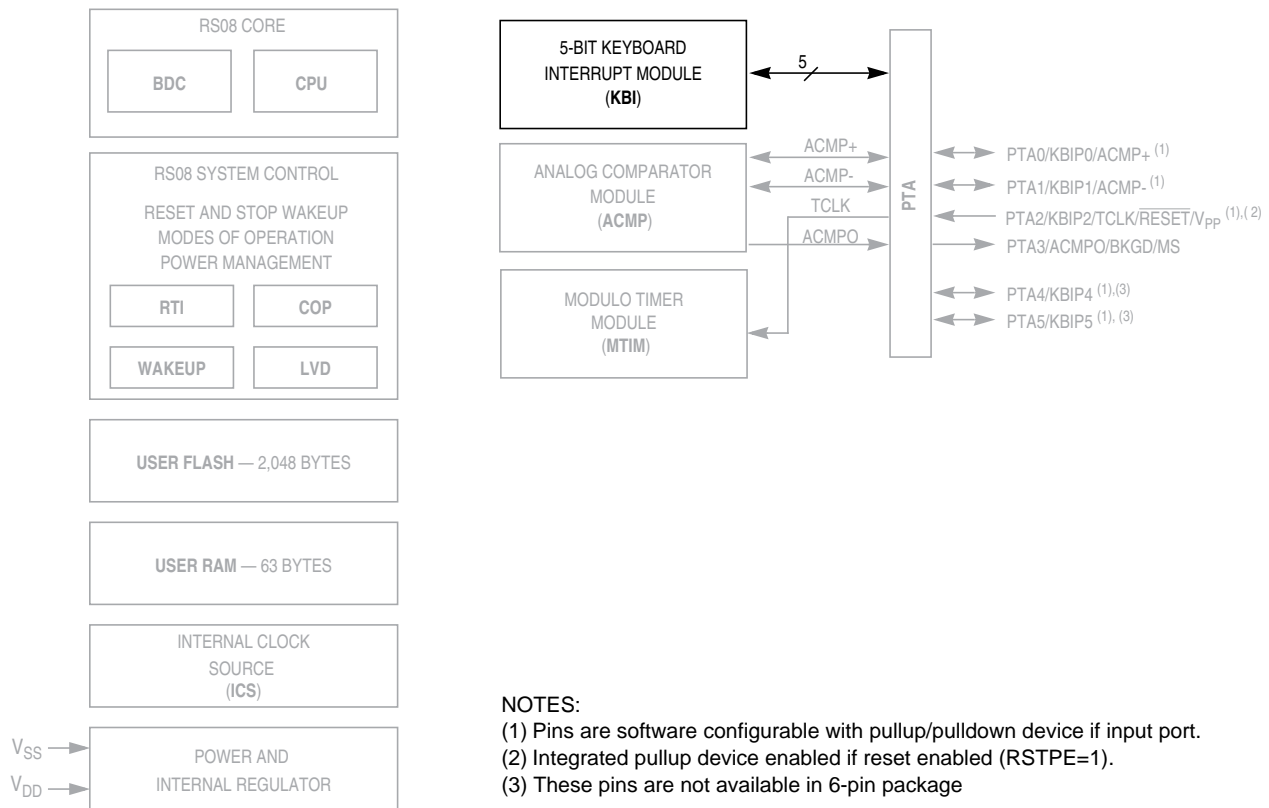 RS08 CORE
BDC
CPU
RS08 SYSTEM CONTROL
RESET AND STOP WAKEUP
MODES OF OPERATION
POWER MANAGEMENT
RTI
COP
WAKEUP
LVD
USER FLASH — 2,048 BYTES
USER RAM — 63 BYTES
INTERNAL CLOCK
SOURCE
(ICS)
VSS
VDD
POWER AND
INTERNAL REGULATOR
5-BIT KEYBOARD
INTERRUPT MODULE
(KBI)
5
ANALOG COMPARATOR
MODULE
(ACMP)
ACMP+
ACMP-
TCLK
ACMPO
MODULO TIMER
MODULE
(MTIM)
PTA
PTA0/KBIP0/ACMP+ (1)
PTA1/KBIP1/ACMP- (1)
PTA2/KBIP2/TCLK/RESET/VPP (1),( 2)
PTA3/ACMPO/BKGD/MS
PTA4/KBIP4 (1),(3)
PTA5/KBIP5 (1), (3)
NOTES:
(1) Pins are software configurable with pullup/pulldown device if input port.
(2) Integrated pullup device enabled if reset enabled (RSTPE=1).
(3) These pins are not available in 6-pin package